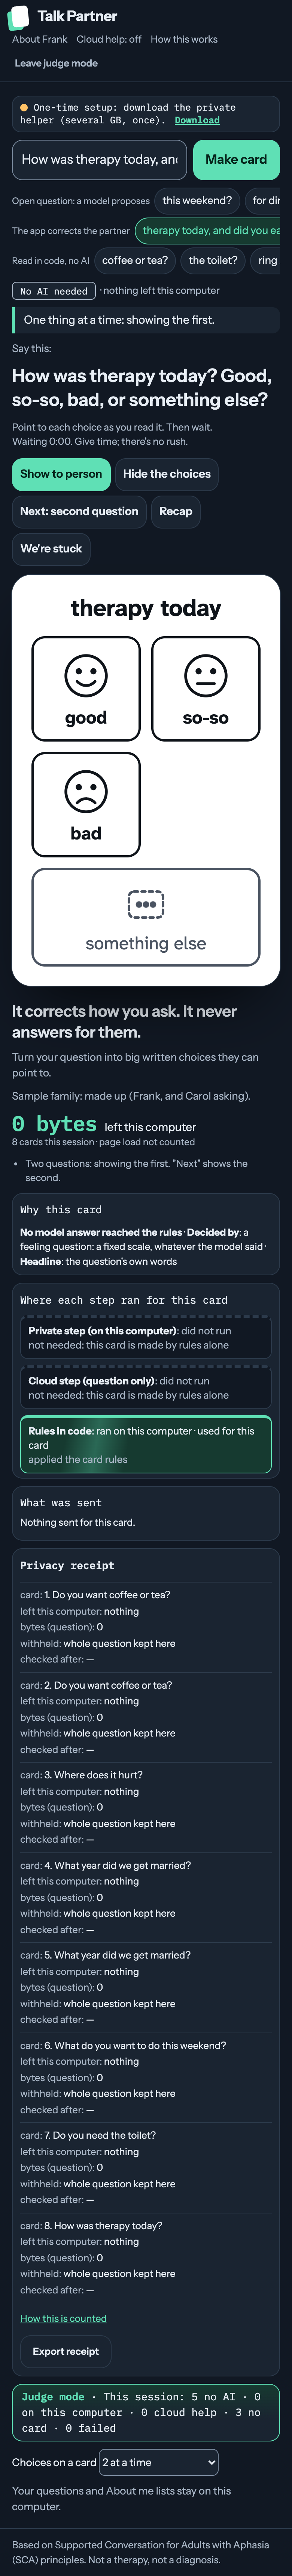 Talk Partner
About Frank Cloud help: off How this works
Leave judge mode
One-time setup: download the private
helper (several GB, once). Download
How was therapy today, and
Make card
Open question: a model proposes this weekend? for din
The app corrects the partner therapy today, and did you ea
Read in code, no AI coffee or tea? the toilet? ring
No AI needed · nothing left this computer
One thing at a time: showing the first.
Say this:
How was therapy today? Good,
so-so, bad, or something else?
Point to each choice as you read it. Then wait.
Waiting 0:00. Give time; there's no rush.
Show to person Hide the choices
Next: second question Recap
We're stuck
therapy today
good so-so
bad
something else
It corrects how you ask. It never
answers for them.
Turn your question into big written choices they can
point to.
Sample family: made up (Frank, and Carol asking).
0 bytes left this computer
8 cards this session · page load not counted
• Two questions: showing the first. "Next" shows the
second.
Why this card
No model answer reached the rules · Decided by: a
feeling question: a fixed scale, whatever the model said ·
Headline: the question's own words
Where each step ran for this card
Private step (on this computer): did not run
not needed: this card is made by rules alone
Cloud step (question only): did not run
not needed: this card is made by rules alone
Rules in code: ran on this computer · used for this
card
applied the card rules
What was sent
Nothing sent for this card.
Privacy receipt
card: 1. Do you want coffee or tea?
left this computer: nothing
bytes (question): 0
withheld: whole question kept here
checked after: —
card: 2. Do you want coffee or tea?
left this computer: nothing
bytes (question): 0
withheld: whole question kept here
checked after: —
card: 3. Where does it hurt?
left this computer: nothing
bytes (question): 0
withheld: whole question kept here
checked after: —
card: 4. What year did we get married?
left this computer: nothing
bytes (question): 0
withheld: whole question kept here
checked after: —
card: 5. What year did we get married?
left this computer: nothing
bytes (question): 0
withheld: whole question kept here
checked after: —
card: 6. What do you want to do this weekend?
left this computer: nothing
bytes (question): 0
withheld: whole question kept here
checked after: —
card: 7. Do you need the toilet?
left this computer: nothing
bytes (question): 0
withheld: whole question kept here
checked after: —
card: 8. How was therapy today?
left this computer: nothing
bytes (question): 0
withheld: whole question kept here
checked after: —
How this is counted
Export receipt
Judge mode · This session: 5 no AI · 0
on this computer · 0 cloud help · 3 no
card · 0 failed
Choices on a card 2 at a time
Your questions and About me lists stay on this
computer.
Based on Supported Conversation for Adults with Aphasia
(SCA) principles. Not a therapy, not a diagnosis.